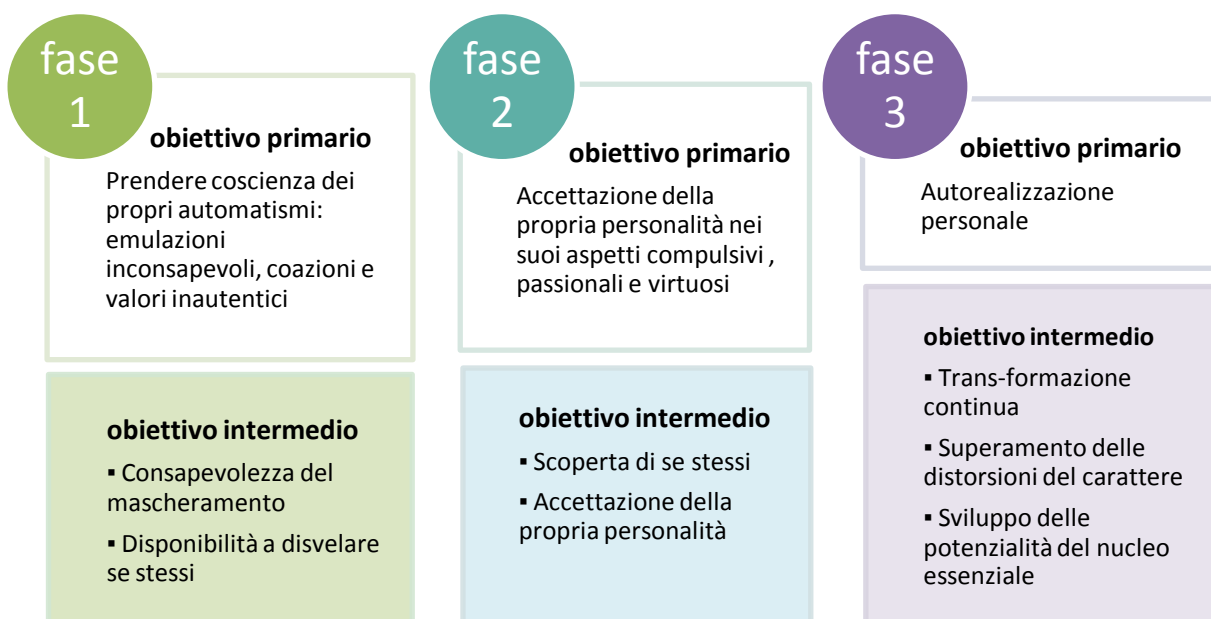 fase
1
obiettivo primario
Prendere coscienza dei
propri automatismi:
emulazioni
inconsapevoli, coazioni e
valori inautentici
obiettivo intermedio
▪ Consapevolezza del
mascheramento
▪ Disponibilità a disvelare
se stessi
fase
2
obiettivo primario
Accettazione della
propria personalità nei
suoi aspetti compulsivi ,
passionali e virtuosi
obiettivo intermedio
▪ Scoperta di se stessi
▪ Accettazione della
propria personalità
fase
3
obiettivo primario
Autorealizzazione
personale
obiettivo intermedio
▪ Trans-formazione
continua
▪ Superamento delle
distorsioni del carattere
▪ Sviluppo delle
potenzialità del nucleo
essenziale